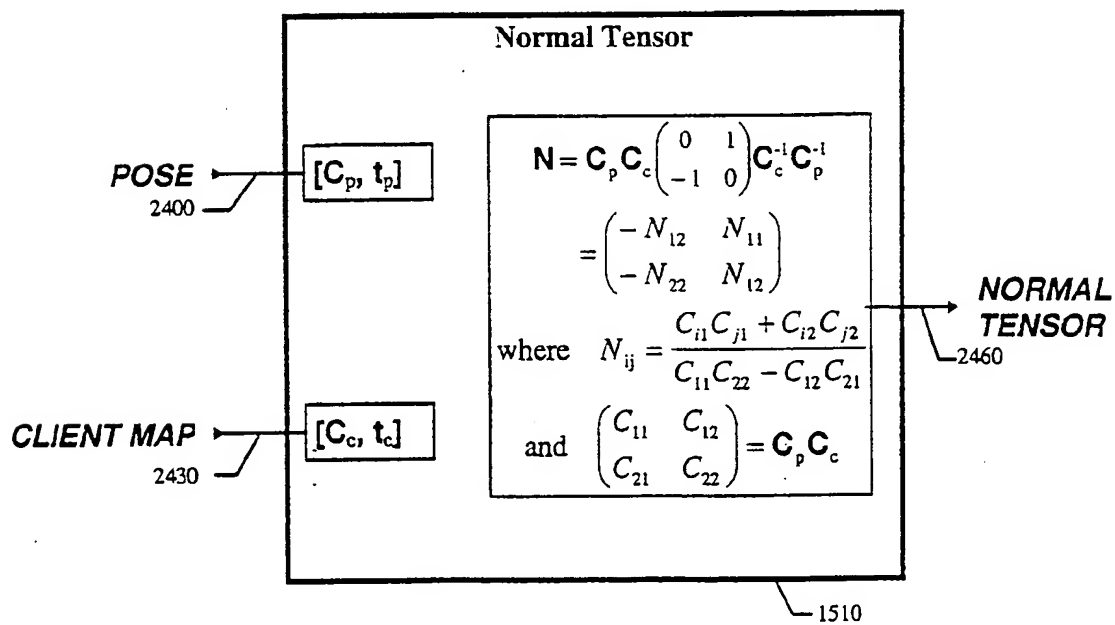 Normal Tensor
POSE
2400
[C_p, t_p]
CLIENT MAP
2430
[C_c, t_c]
N = C_p C_c (0 1 / -1 0) C_c^-1 C_p^-1
= (-N_12 N_11 / -N_22 N_12)
where N_ij = (C_i1 C_j1 + C_i2 C_j2) / (C_11 C_22 - C_12 C_21)
and (C_11 C_12 / C_21 C_22) = C_p C_c
NORMAL
TENSOR
2460
1510